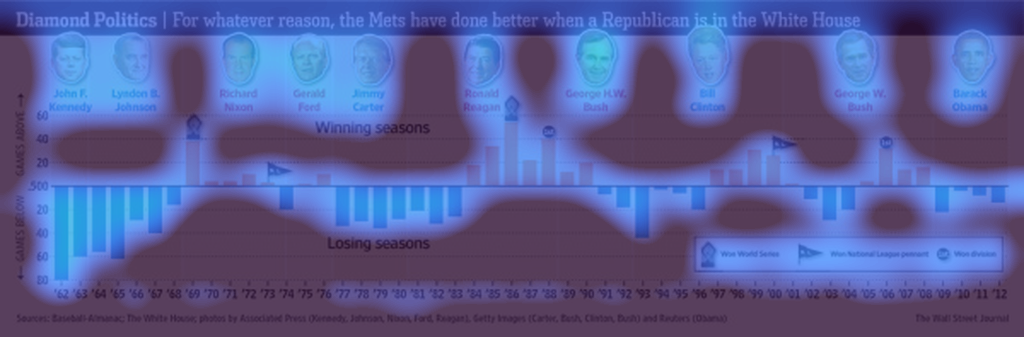 Diamond Politics | For whatever reason, the Mets have done better when a Republican is in the White House
John F. Kennedy
Lyndon B. Johnson
Richard Nixon
Gerald Ford
Jimmy Carter
Ronald Reagan
George H.W. Bush
Bill Clinton
George W. Bush
Barack Obama
GAMES ABOVE
60
40
20
.500
20
40
60
80
GAMES BELOW
Winning seasons
Losing seasons
Won World Series
Won National League pennant
Won division
'62 '63 '64 '65 '66 '67 '68 '69 '70 '71 '72 '73 '74 '75 '76 '77 '78 '79 '80 '81 '82 '83 '84 '85 '86 '87 '88 '89 '90 '91 '92 '93 '94 '95 '96 '97 '98 '99 '00 '01 '02 '03 '04 '05 '06 '07 '08 '09 '10 '11 '12
Sources: Baseball-Almanac; The White House; photos by Associated Press (Kennedy, Johnson, Nixon, Ford, Reagan), Getty Images (Carter, Bush, Clinton, Bush) and Reuters (Obama)
The Wall Street Journal